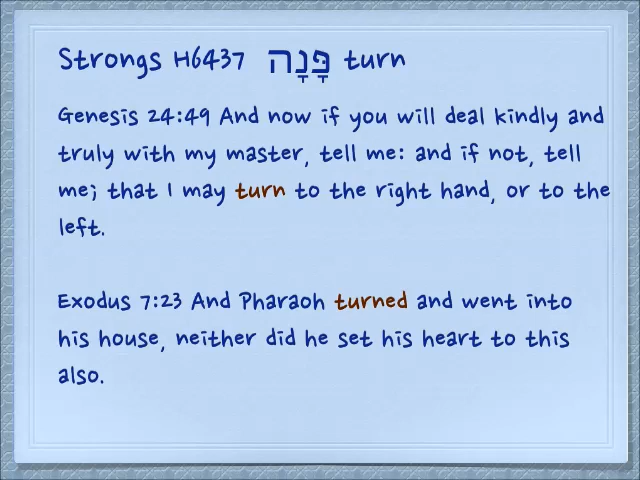 Strongs H6437 פָּנָה turn
Genesis 24:49 And now if you will deal kindly and
truly with my master, tell me: and if not, tell
me; that I may turn to the right hand, or to the
left.
Exodus 7:23 And Pharaoh turned and went into
his house, neither did he set his heart to this
also.